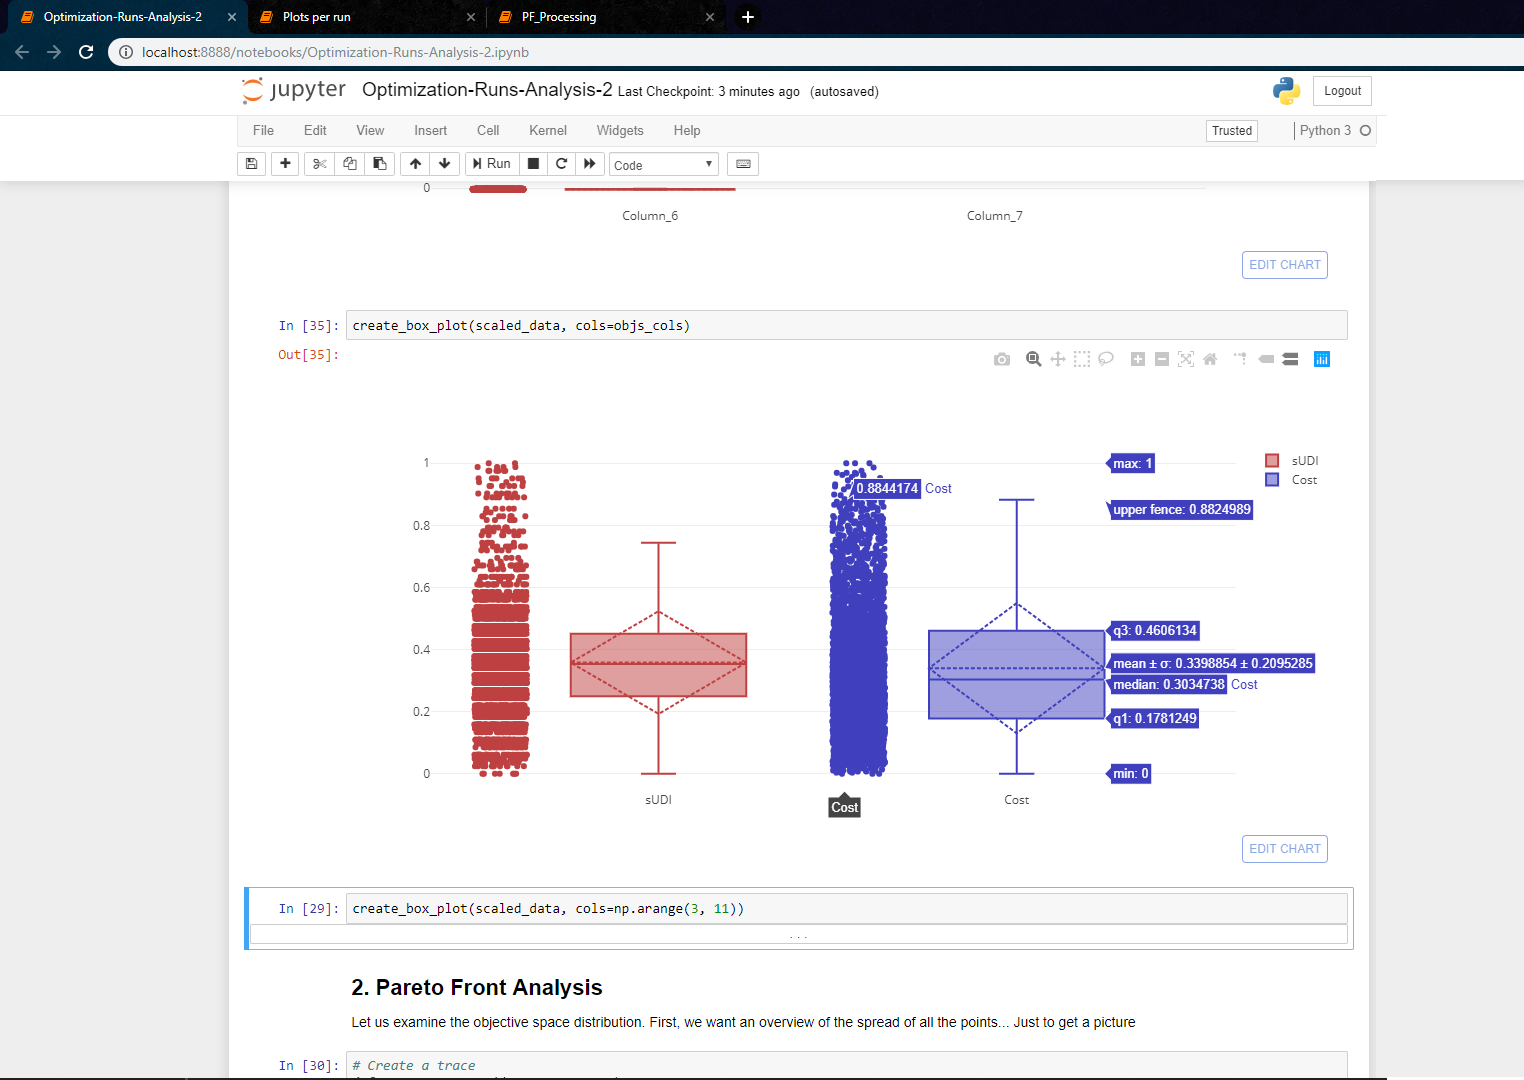 Optimization-Runs-Analysis-2
Plots per run
PF_Processing
localhost:8888/notebooks/Optimization-Runs-Analysis-2.ipynb
jupyter Optimization-Runs-Analysis-2 Last Checkpoint: 3 minutes ago (autosaved)
Logout
File Edit View Insert Cell Kernel Widgets Help
Trusted
Python 3
Run
Code
0
Column_6
Column_7
EDIT CHART
In [35]: create_box_plot(scaled_data, cols=objs_cols)
Out[35]:
1
0.8
0.6
0.4
0.2
0
0.8844174 Cost
max: 1
upper fence: 0.8824989
q3: 0.4606134
mean ± σ: 0.3398854 ± 0.2095285
median: 0.3034738 Cost
q1: 0.1781249
min: 0
sUDI
Cost
sUDI
Cost
Cost
EDIT CHART
In [29]: create_box_plot(scaled_data, cols=np.arange(3, 11))
...
2. Pareto Front Analysis
Let us examine the objective space distribution. First, we want an overview of the spread of all the points... Just to get a picture
In [30]: # Create a trace